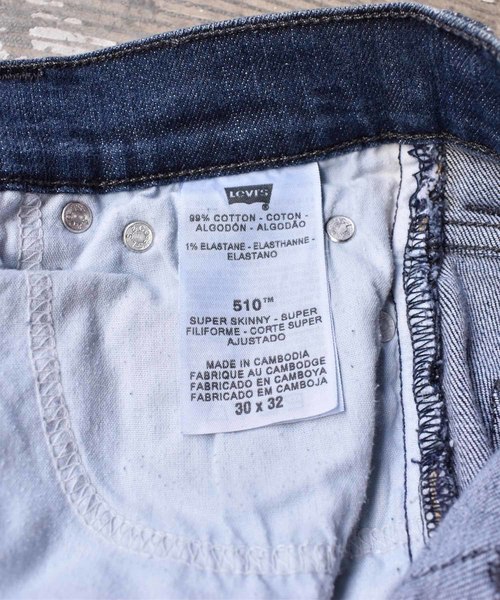 Levi's
99% COTTON - COTON -
ALGODÓN - ALGODÃO
1% ELASTANE - ELASTHANNE -
ELASTANO
510™
SUPER SKINNY - SUPER
FILIFORME - CORTE SUPER
AJUSTADO
MADE IN CAMBODIA
FABRIQUE AU CAMBODGE
FABRICADO EN CAMBOYA
FABRICADO EM CAMBOJA
30 x 32